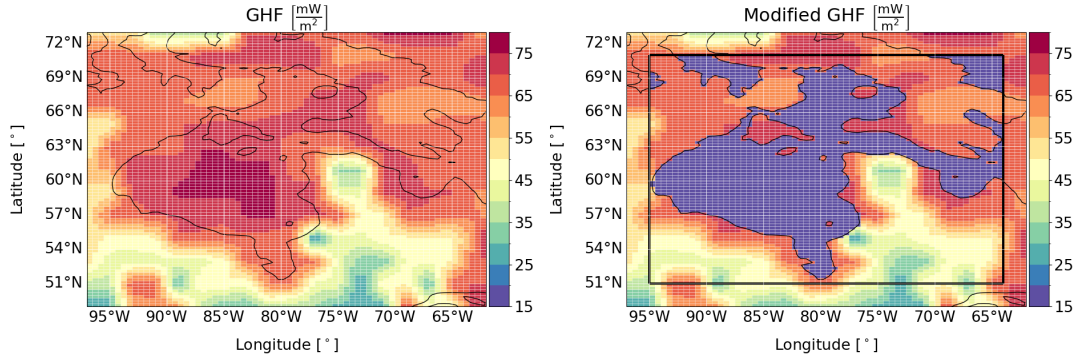 GHF [mW/m²]
72°N
69°N
66°N
63°N
60°N
57°N
54°N
51°N
Latitude [°]
95°W 90°W 85°W 80°W 75°W 70°W 65°W
Longitude [°]
75
65
55
45
35
25
15
Modified GHF [mW/m²]
72°N
69°N
66°N
63°N
60°N
57°N
54°N
51°N
Latitude [°]
95°W 90°W 85°W 80°W 75°W 70°W 65°W
Longitude [°]
75
65
55
45
35
25
15